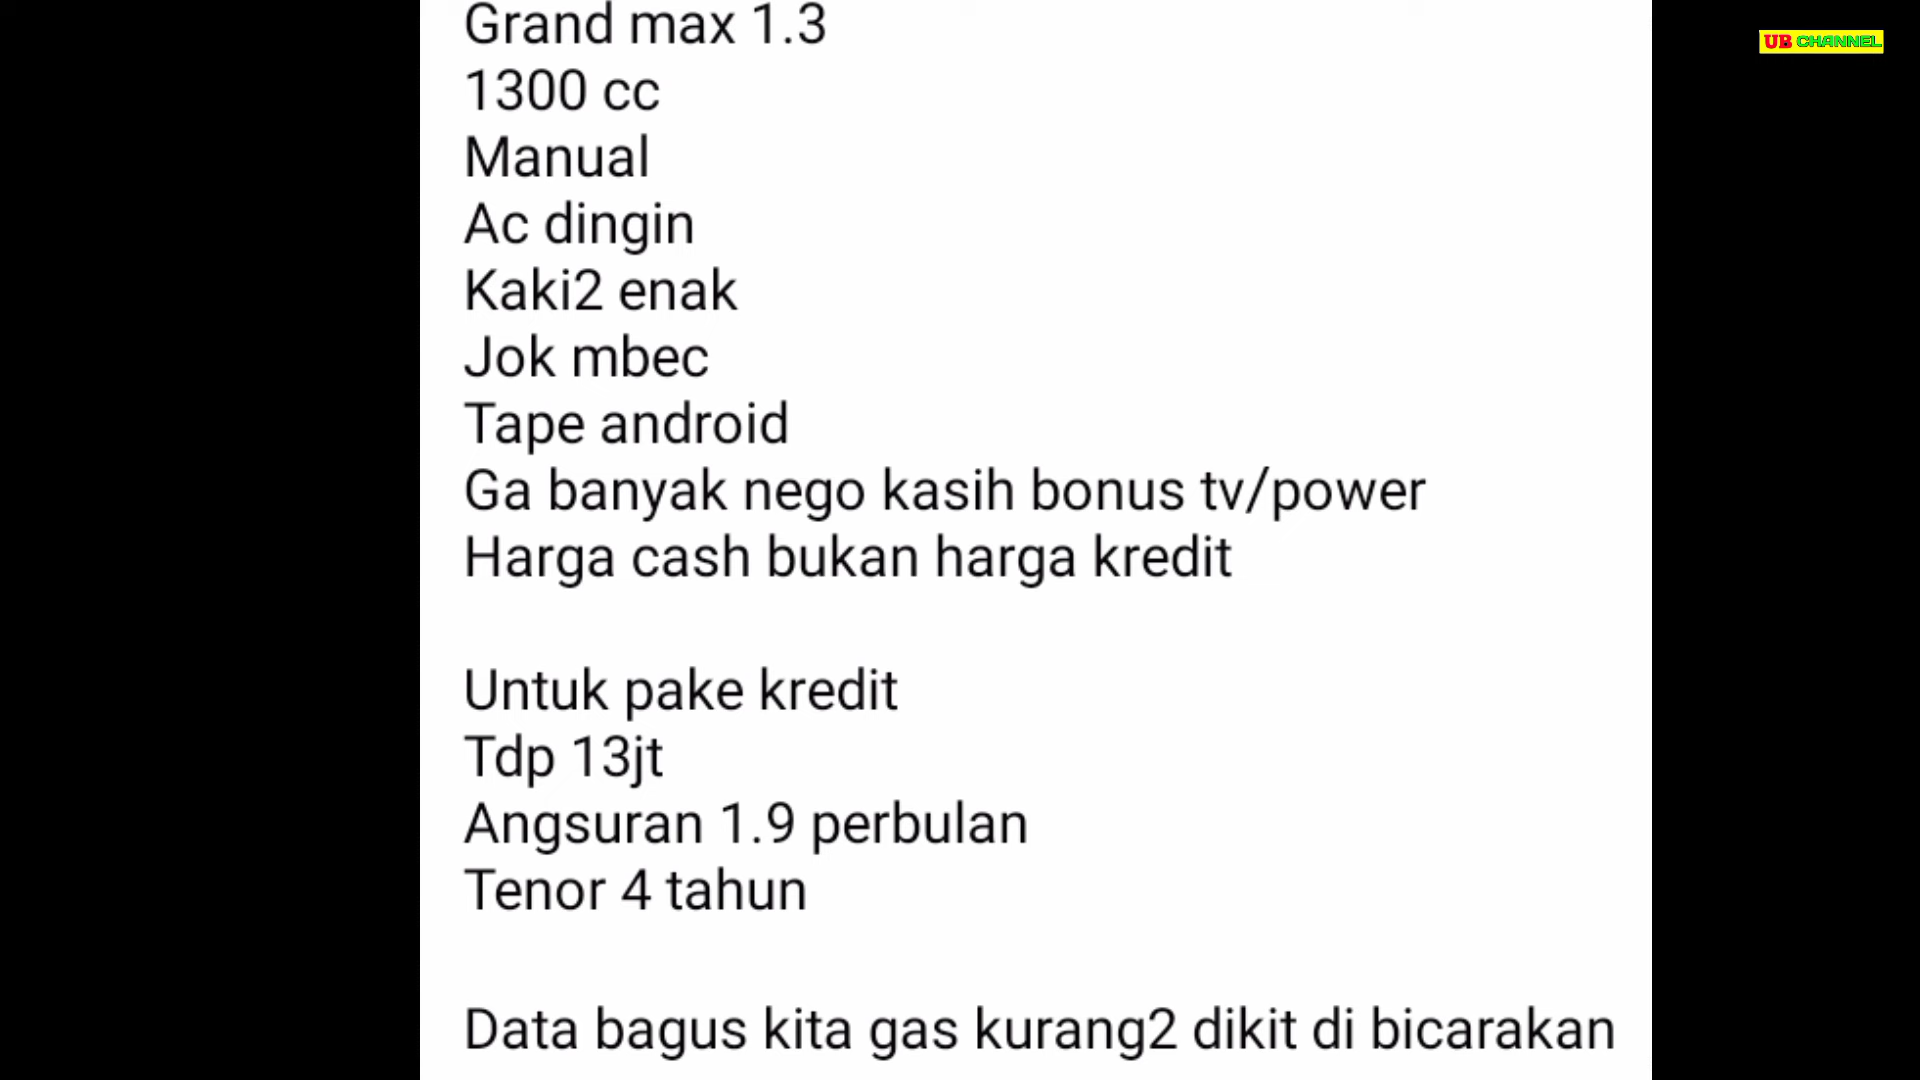 Grand max 1.3
UB CHANNEL
1300 cc
Manual
Ac dingin
Kaki2 enak
Jok mbec
Tape android
Ga banyak nego kasih bonus tv/power
Harga cash bukan harga kredit
Untuk pake kredit
Tdp 13jt
Angsuran 1.9 perbulan
Tenor 4 tahun
Data bagus kita gas kurang2 dikit di bicarakan